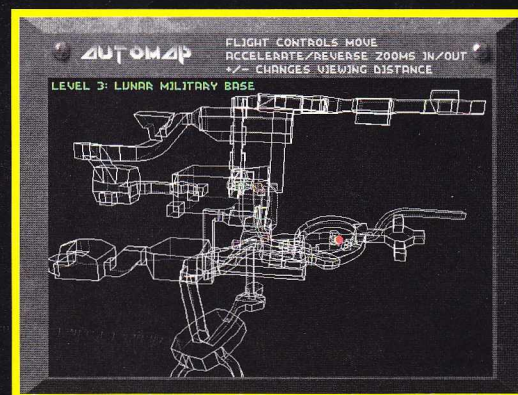 AUTOMAP
FLIGHT CONTROLS MOVE
ACCELERATE/REVERSE ZOOMS IN/OUT
+/- CHANGES VIEWING DISTANCE
LEVEL 3: LUNAR MILITARY BASE